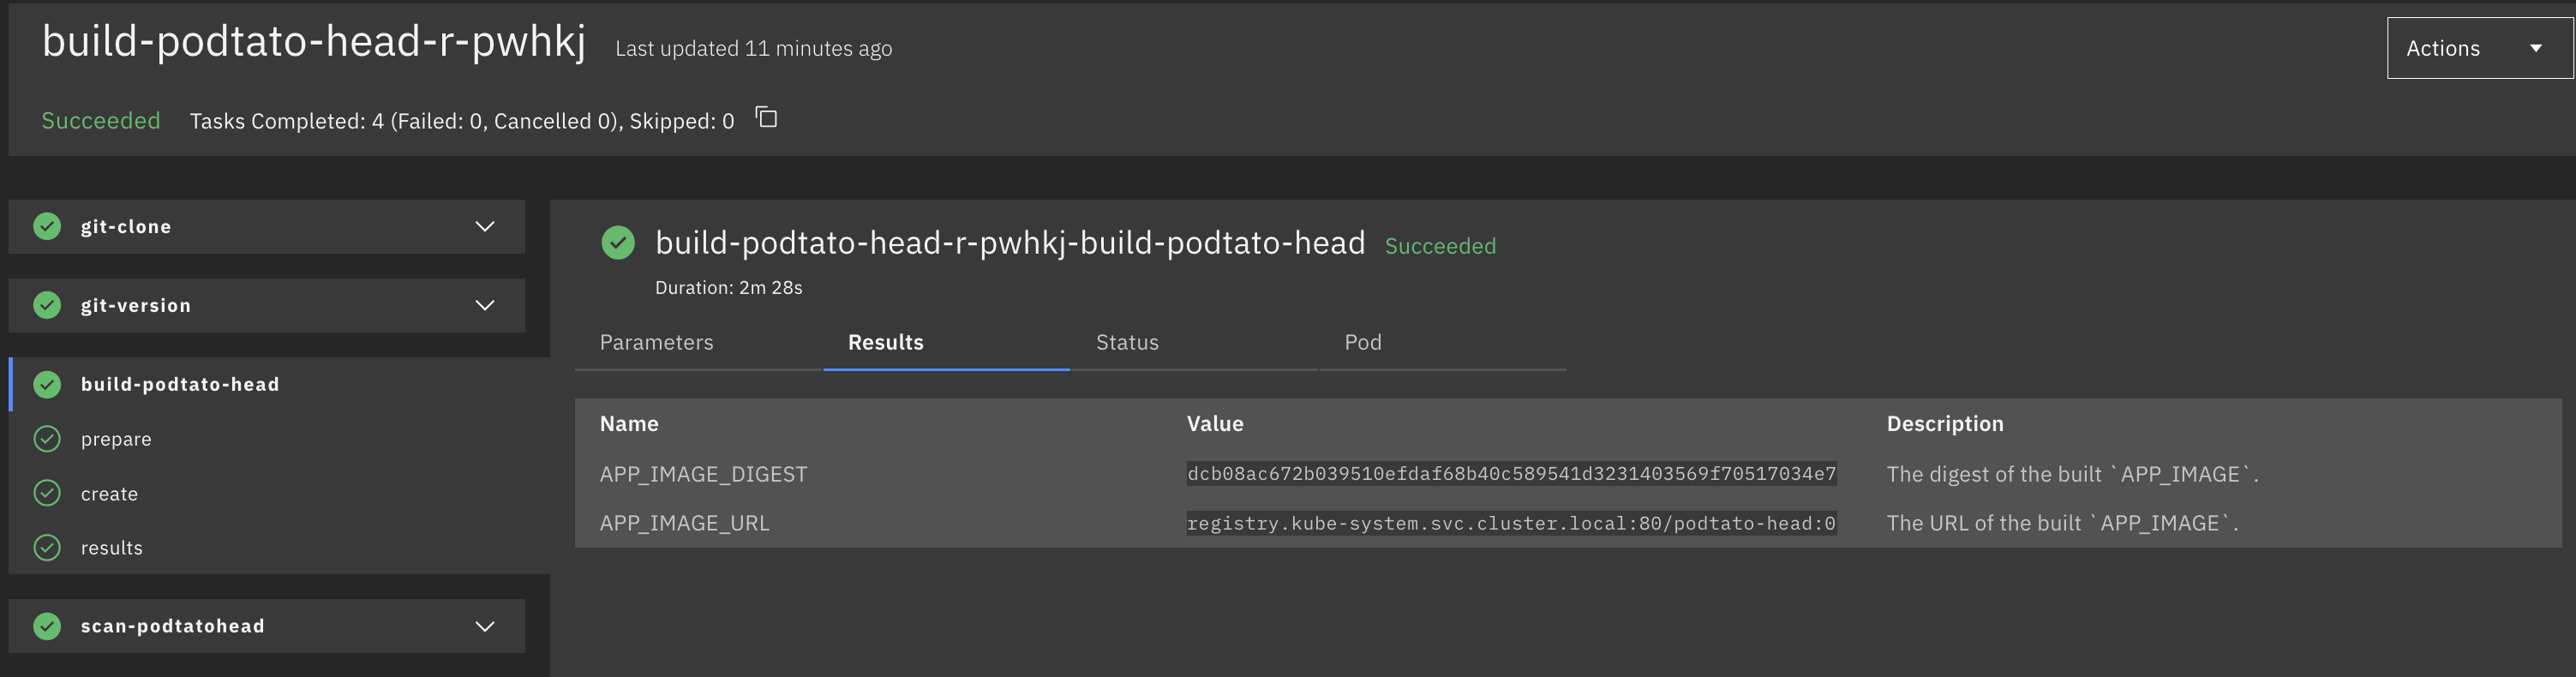 build-podtato-head-r-pwhkj Last updated 11 minutes ago
Actions
Succeeded Tasks Completed: 4 (Failed: 0, Cancelled 0), Skipped: 0
git-clone
git-version
build-podtato-head
prepare
create
results
scan-podtatohead
build-podtato-head-r-pwhkj-build-podtato-head Succeeded
Duration: 2m 28s
Parameters Results Status Pod
Name Value Description
APP_IMAGE_DIGEST dcb08ac672b039510efdaf68b40c589541d3231403569f70517034e7 The digest of the built `APP_IMAGE`.
APP_IMAGE_URL registry.kube-system.svc.cluster.local:80/podtato-head:0 The URL of the built `APP_IMAGE`.